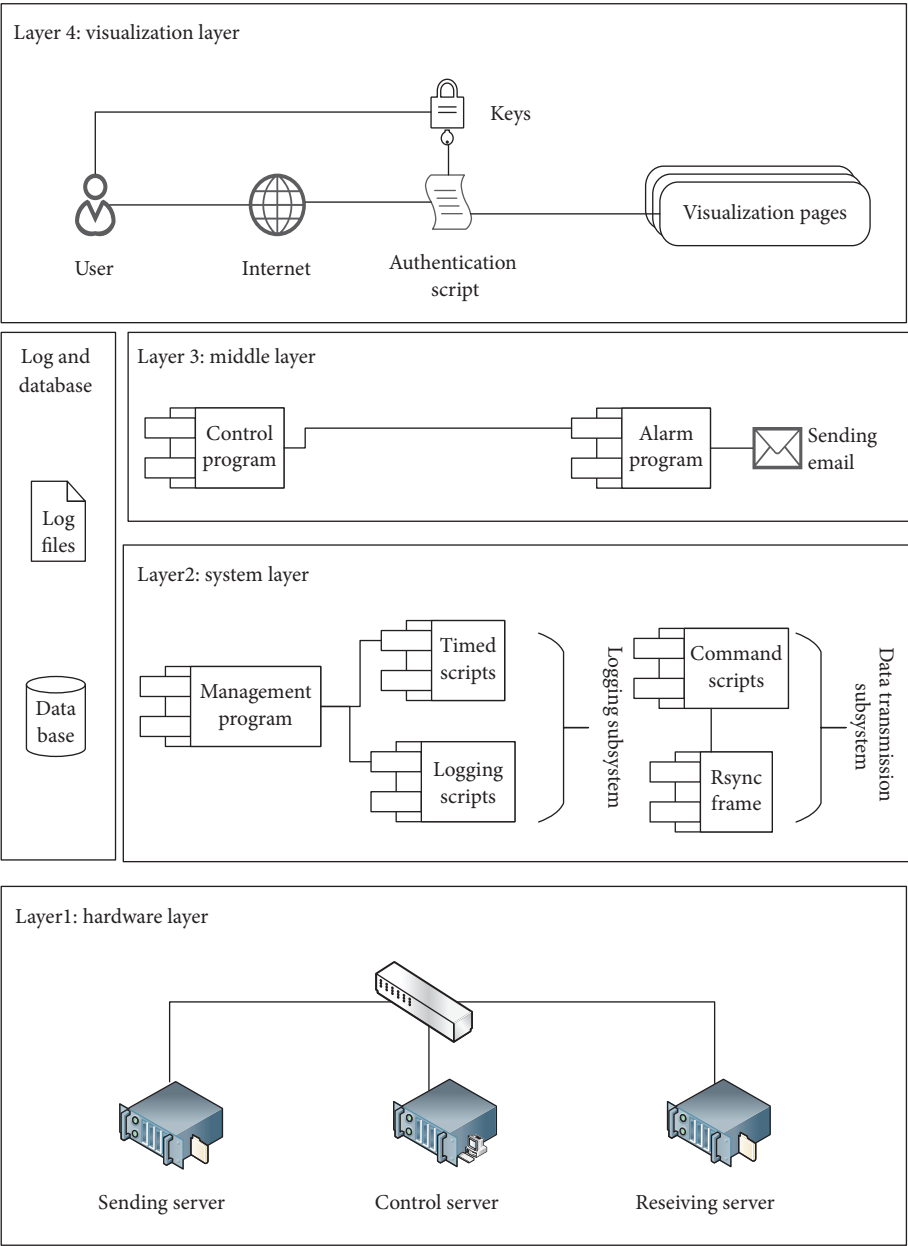 Layer 4: visualization layer
Keys
User
Internet
Authentication
script
Visualization pages
Log and
database
Log
files
Data
base
Layer 3: middle layer
Control
program
Alarm
program
Sending
email
Layer2: system layer
Management
program
Timed
scripts
Logging
scripts
Logging subsystem
Command
scripts
Rsync
frame
Data transmission
subsystem
Layer1: hardware layer
Sending server
Control server
Reseiving server